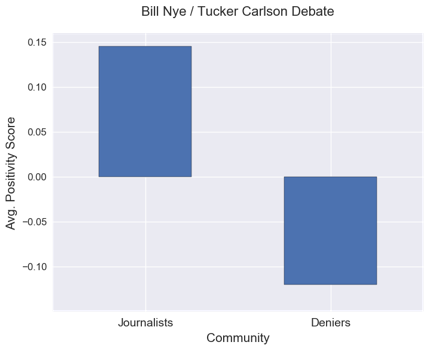 Bill Nye / Tucker Carlson Debate
0.15
0.10
0.05
0.00
−0.05
−0.10
Avg. Positivity Score
Journalists Deniers
Community